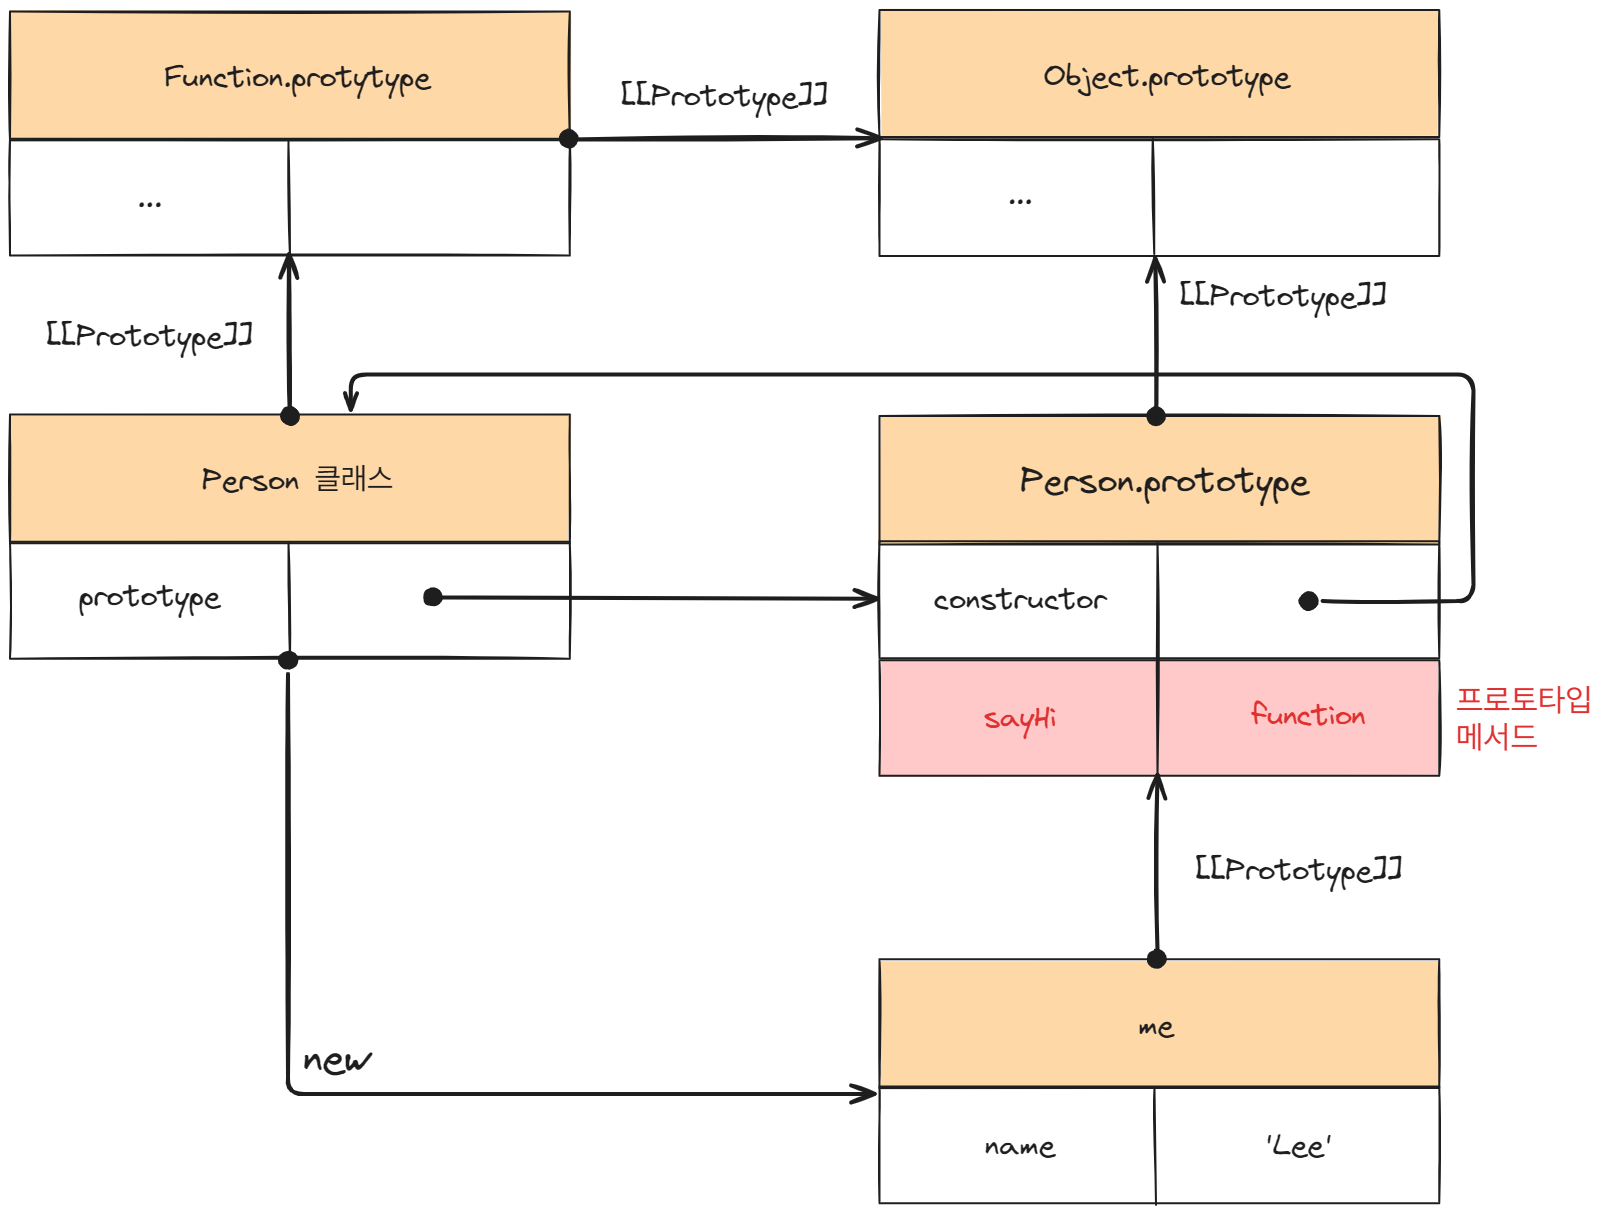 Function.protytype
[[Prototype]]
Object.prototype
...
...
[[Prototype]]
[[Prototype]]
Person 클래스
Person.prototype
prototype
constructor
sayHi
function
프로토타입
메서드
[[Prototype]]
me
new
name
'Lee'